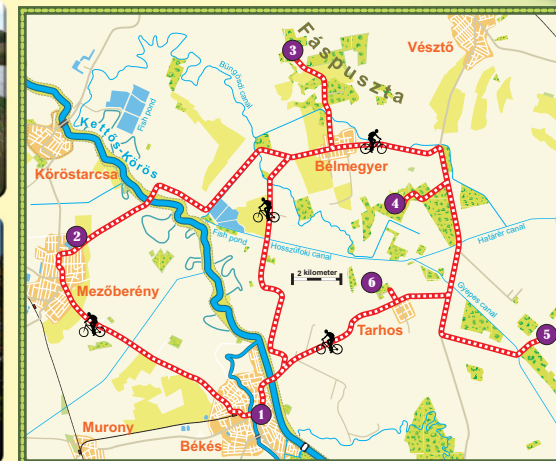 Vésztő
3
Fáspuszta
Büngösdi canal
Fish pond
Kettős-Körös
Köröstarcsa
Bélmegyer
4
2
Fish pond
Hosszúfoki canal
Határér canal
2 kilometer
6
Gyepes canal
Mezőberény
Tarhos
5
1
Murony
Békés